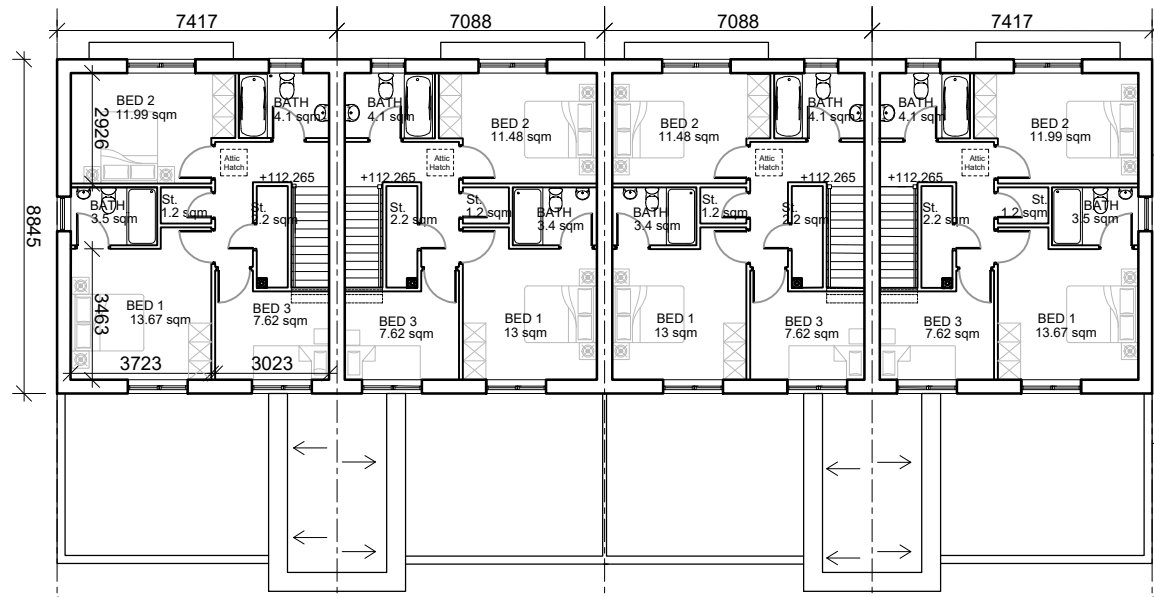 7417
7088
7088
7417
8845
2926
3463
3723
3023
BED 2
11.99 sqm
BATH
4.1 sqm
Attic
Hatch
+112.265
BATH
3.5 sqm
St.
1.2 sqm
St.
2.2 sqm
BED 1
13.67 sqm
BED 3
7.62 sqm
BATH
4.1 sqm
BED 2
11.48 sqm
Attic
Hatch
+112.265
St.
2.2 sqm
St.
1.2 sqm
BATH
3.4 sqm
BED 3
7.62 sqm
BED 1
13 sqm
BED 2
11.48 sqm
BATH
4.1 sqm
Attic
Hatch
+112.265
BATH
3.4 sqm
St.
1.2 sqm
St.
2.2 sqm
BED 1
13 sqm
BED 3
7.62 sqm
BATH
4.1 sqm
BED 2
11.99 sqm
Attic
Hatch
+112.265
St.
2.2 sqm
St.
1.2 sqm
BATH
3.5 sqm
BED 3
7.62 sqm
BED 1
13.67 sqm